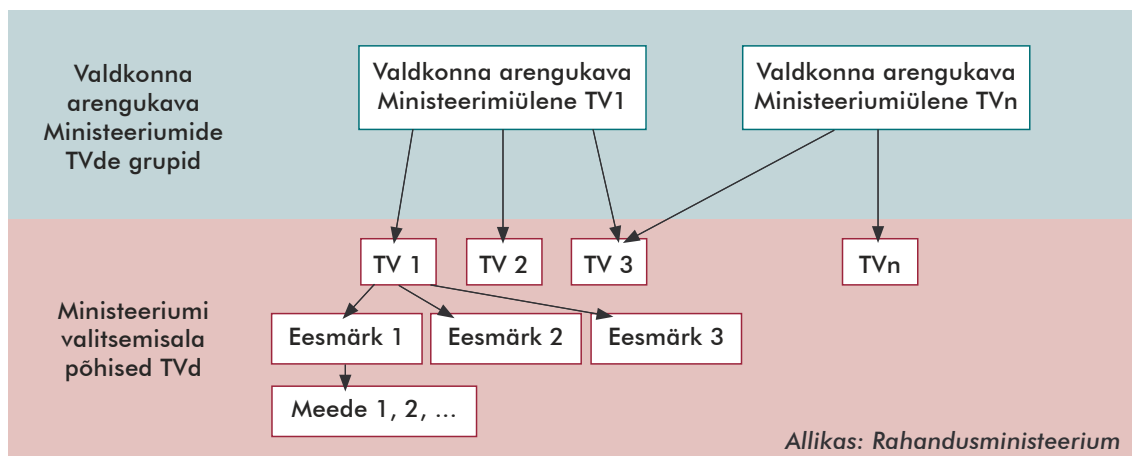 Valdkonna
arengukava
Ministeeriumide
TVde grupid
Valdkonna arengukava
Ministeerimiülene TV1
Valdkonna arengukava
Ministeeriumiülene TVn
TV 1
TV 2
TV 3
TVn
Ministeeriumi
valitsemisala
põhised TVd
Eesmärk 1
Eesmärk 2
Eesmärk 3
Meede 1, 2, ...
Allikas: Rahandusministeerium